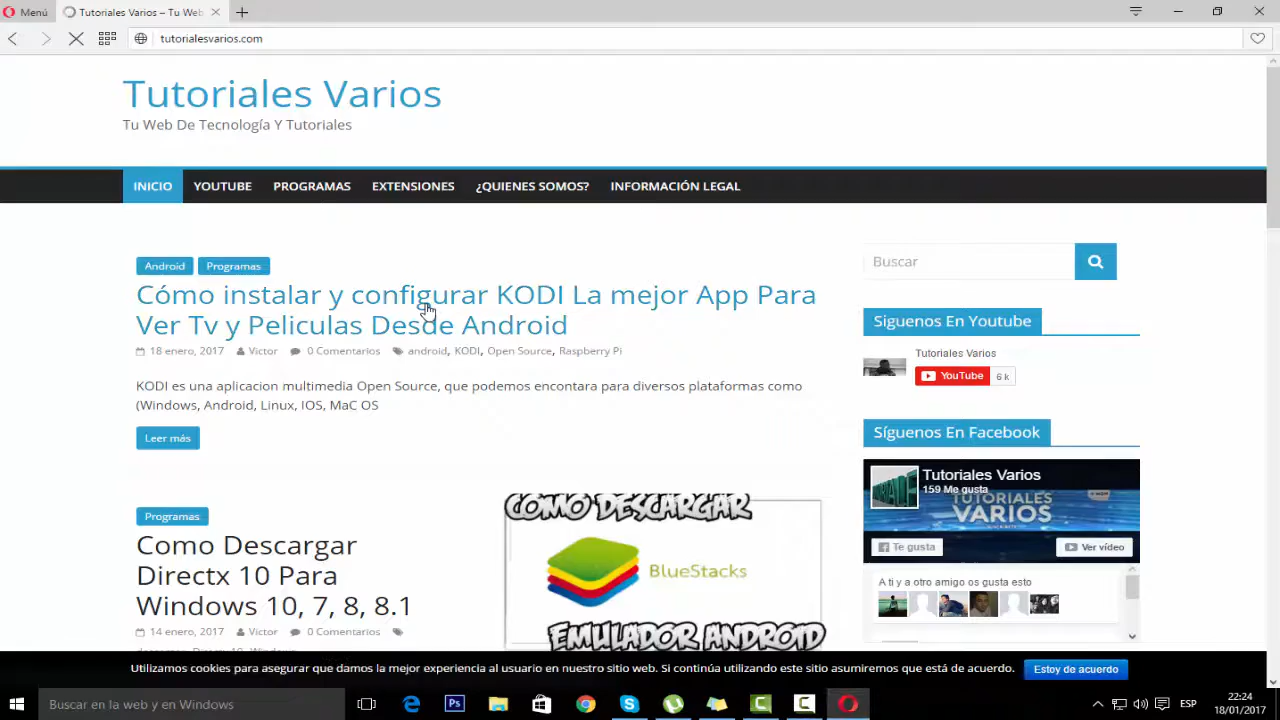 Menú
Tutoriales Varios – Tu Web
tutorialesvarios.com
Tutoriales Varios
Tu Web De Tecnología Y Tutoriales
INICIO YOUTUBE PROGRAMAS EXTENSIONES ¿QUIENES SOMOS? INFORMACIÓN LEGAL
Android Programas
Cómo instalar y configurar KODI La mejor App Para
Ver Tv y Peliculas Desde Android
18 enero, 2017 Victor 0 Comentarios android, KODI, Open Source, Raspberry Pi
KODI es una aplicacion multimedia Open Source, que podemos encontara para diversos plataformas como
(Windows, Android, Linux, IOS, MaC OS
Leer más
Programas
Como Descargar
Directx 10 Para
Windows 10, 7, 8, 8.1
14 enero, 2017 Victor 0 Comentarios
COMO DESCARGAR
BlueStacks
EMULADOR ANDROID
Buscar
Siguenos En Youtube
Tutoriales Varios
YouTube 6 k
Síguenos En Facebook
Tutoriales Varios
159 Me gusta
TUTORIALES
VARIOS
Te gusta Ver vídeo
A ti y a otro amigo os gusta esto
Utilizamos cookies para asegurar que damos la mejor experiencia al usuario en nuestro sitio web. Si continúa utilizando este sitio asumiremos que está de acuerdo. Estoy de acuerdo
Buscar en la web y en Windows
Ps
ESP
22:24
18/01/2017